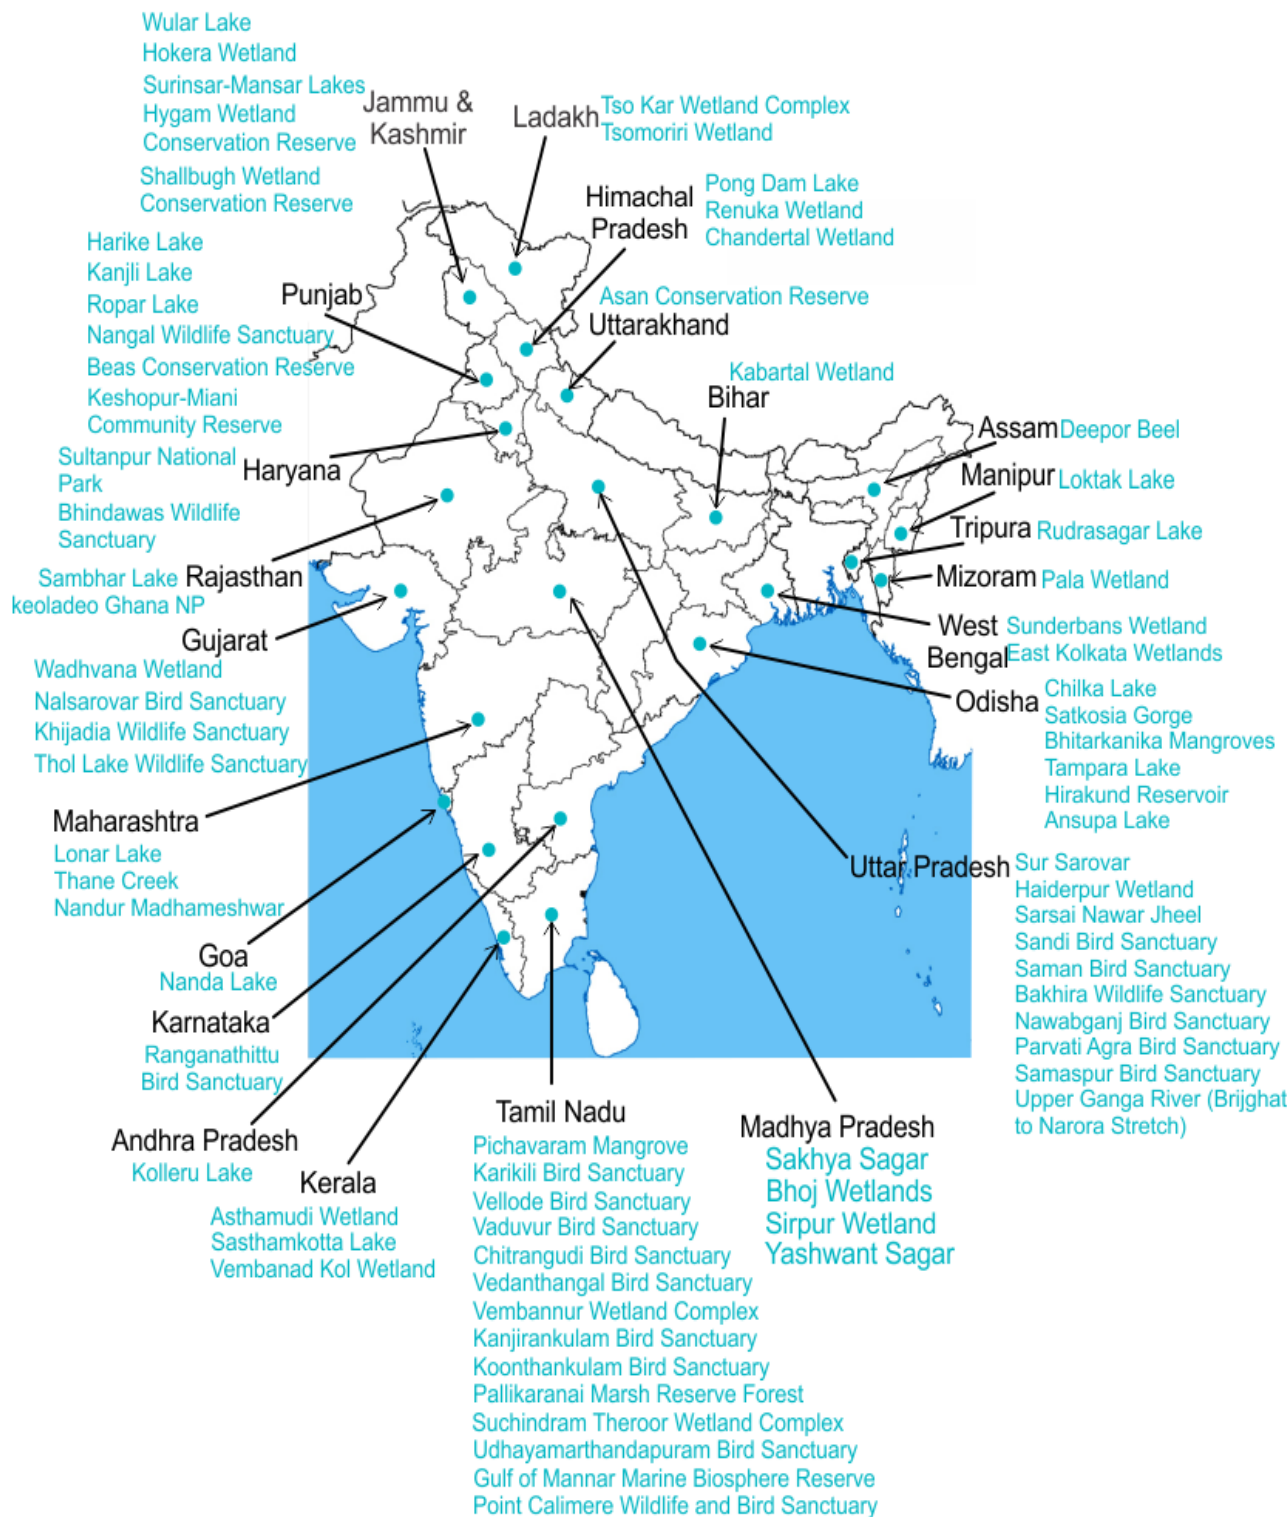 Wular Lake
Hokera Wetland
Surinsar-Mansar Lakes
Hygam Wetland
Conservation Reserve
Shallbugh Wetland
Conservation Reserve
Jammu &
Kashmir
Ladakh
Tso Kar Wetland Complex
Tsomoriri Wetland
Himachal
Pradesh
Pong Dam Lake
Renuka Wetland
Chandertal Wetland
Harike Lake
Kanjli Lake
Ropar Lake
Nangal Wildlife Sanctuary
Beas Conservation Reserve
Keshopur-Miani
Community Reserve
Punjab
Asan Conservation Reserve
Uttarakhand
Kabartal Wetland
Bihar
Assam
Deepor Beel
Manipur
Loktak Lake
Tripura
Rudrasagar Lake
Mizoram
Pala Wetland
West
Bengal
Sunderbans Wetland
East Kolkata Wetlands
Odisha
Chilka Lake
Satkosia Gorge
Bhitarkanika Mangroves
Tampara Lake
Hirakund Reservoir
Ansupa Lake
Sultanpur National
Park
Bhindawas Wildlife
Sanctuary
Haryana
Sambhar Lake
keoladeo Ghana NP
Rajasthan
Gujarat
Wadhvana Wetland
Nalsarovar Bird Sanctuary
Khijadia Wildlife Sanctuary
Thol Lake Wildlife Sanctuary
Maharashtra
Lonar Lake
Thane Creek
Nandur Madhameshwar
Goa
Nanda Lake
Karnataka
Ranganathittu
Bird Sanctuary
Andhra Pradesh
Kolleru Lake
Kerala
Asthamudi Wetland
Sasthamkotta Lake
Vembanad Kol Wetland
Tamil Nadu
Pichavaram Mangrove
Karikili Bird Sanctuary
Vellode Bird Sanctuary
Vaduvur Bird Sanctuary
Chitrangudi Bird Sanctuary
Vedanthangal Bird Sanctuary
Vembannur Wetland Complex
Kanjirankulam Bird Sanctuary
Koonthankulam Bird Sanctuary
Pallikaranai Marsh Reserve Forest
Suchindram Theroor Wetland Complex
Udhayamarthandapuram Bird Sanctuary
Gulf of Mannar Marine Biosphere Reserve
Point Calimere Wildlife and Bird Sanctuary
Madhya Pradesh
Sakhya Sagar
Bhoj Wetlands
Sirpur Wetland
Yashwant Sagar
Uttar Pradesh
Sur Sarovar
Haiderpur Wetland
Sarsai Nawar Jheel
Sandi Bird Sanctuary
Saman Bird Sanctuary
Bakhira Wildlife Sanctuary
Nawabganj Bird Sanctuary
Parvati Agra Bird Sanctuary
Samaspur Bird Sanctuary
Upper Ganga River (Brijghat
to Narora Stretch)